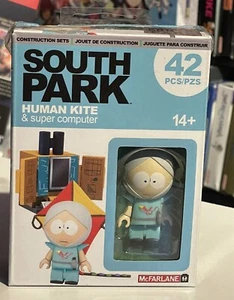 CONSTRUCTION SETS | JOUET DE CONSTRUCTION | JUGUETE PARA CONSTRUIR
SOUTH
PARK
42
PCS/PZS
HUMAN KITE
& super computer
14+
McFARLANE